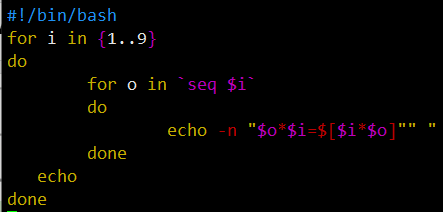 #!/bin/bash
for i in {1..9}
do
        for o in `seq $i`
        do
                echo -n "$o*$i=$[$i*$o]"" "
        done
   echo
done